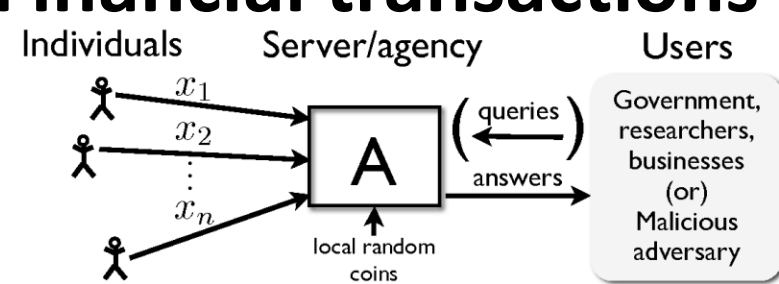 Financial transactions
Individuals
Server/agency
Users
x₁
x₂
⋮
xₙ
A
local random
coins
( queries )
answers
Government,
researchers,
businesses
(or)
Malicious
adversary